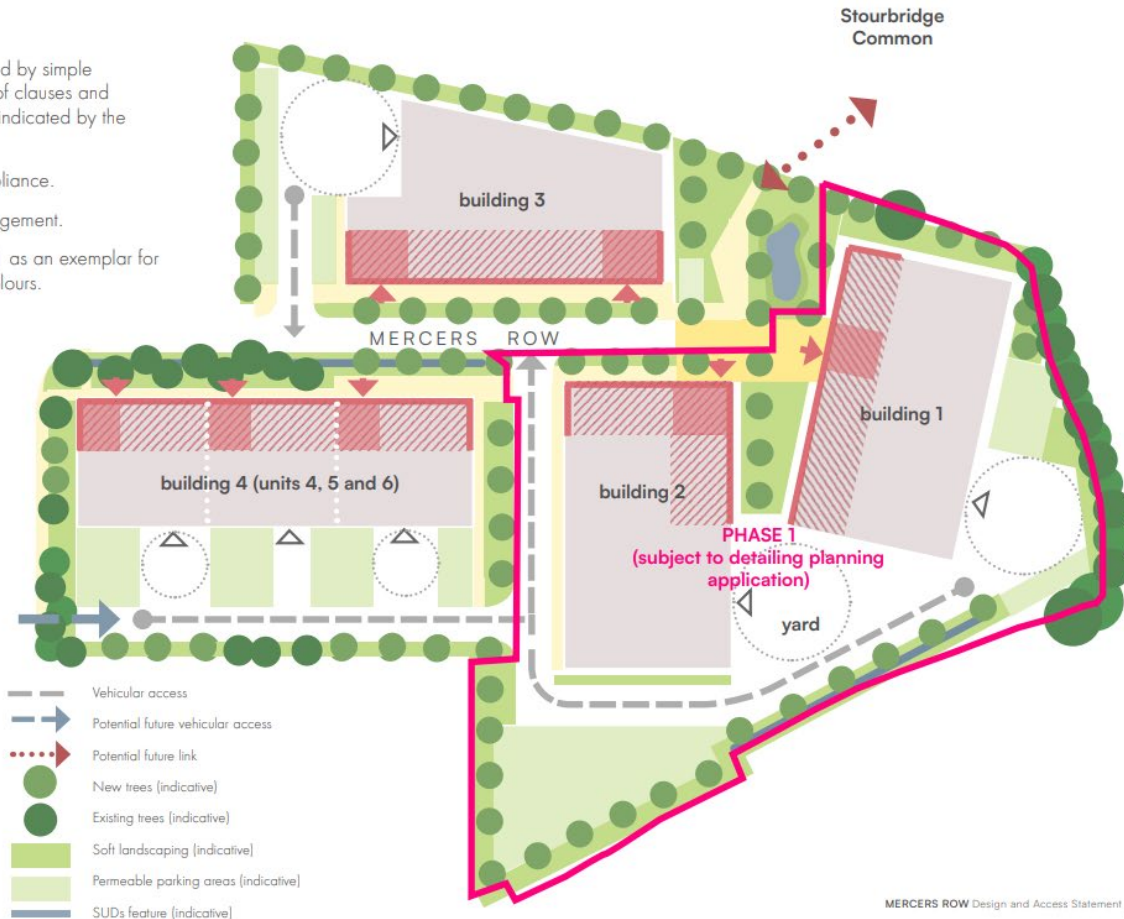 Stourbridge
Common
d by simple
of clauses and
indicated by the
liance.
gement.
as an exemplar for
lours.
building 3
MERCERS ROW
building 1
building 4 (units 4, 5 and 6)
building 2
PHASE 1
(subject to detailing planning
application)
yard
Vehicular access
Potential future vehicular access
Potential future link
New trees (indicative)
Existing trees (indicative)
Soft landscaping (indicative)
Permeable parking areas (indicative)
SUDs feature (indicative)
MERCERS ROW Design and Access Statement